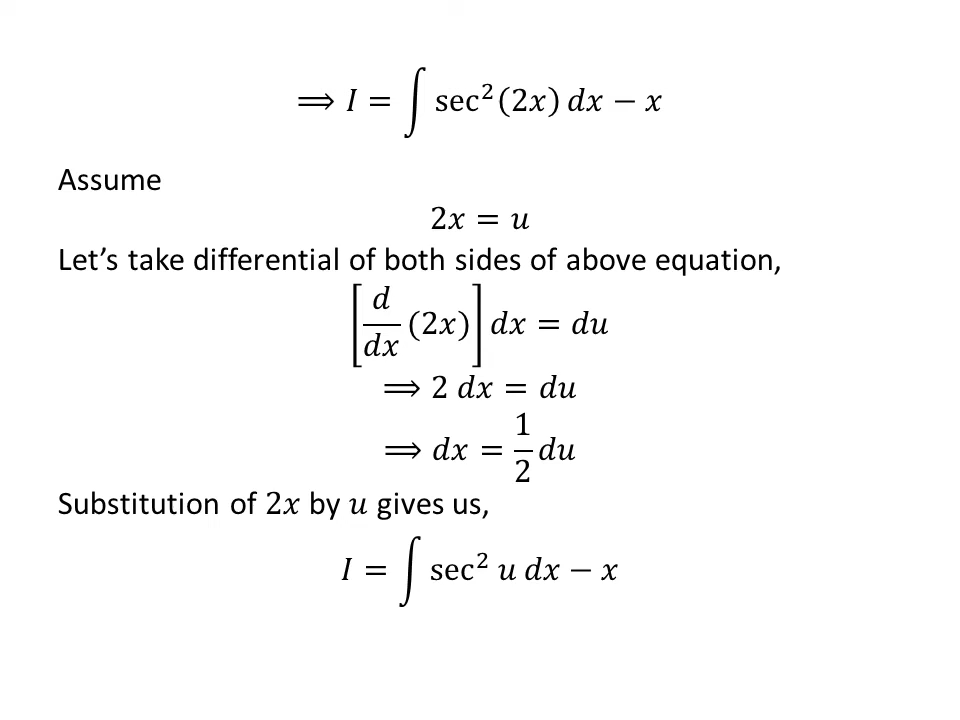 ⟹ 𝐼 = ∫ sec² (2𝑥) 𝑑𝑥 − 𝑥
Assume
2𝑥 = 𝑢
Let’s take differential of both sides of above equation,
[𝑑/𝑑𝑥 (2𝑥)] 𝑑𝑥 = 𝑑𝑢
⟹ 2 𝑑𝑥 = 𝑑𝑢
⟹ 𝑑𝑥 = 1/2 𝑑𝑢
Substitution of 2𝑥 by 𝑢 gives us,
𝐼 = ∫ sec² 𝑢 𝑑𝑥 − 𝑥